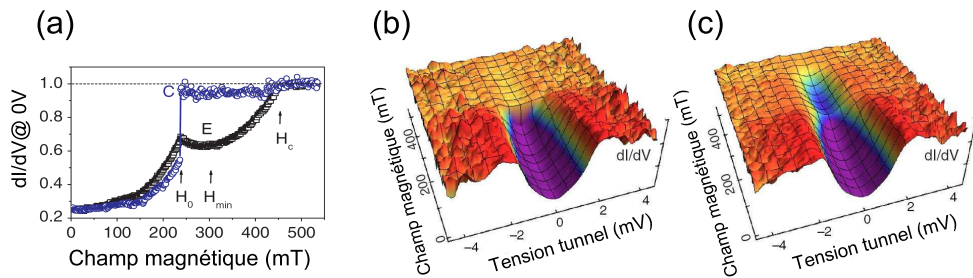 (a)
dI/dV@ 0V
1.0
0.8
0.6
0.4
0.2
C
E
H0
Hmin
Hc
0 100 200 300 400 500
Champ magnétique (mT)
(b)
Champ magnétique (mT)
400
200
0
dI/dV
−4 −2 0 2 4
Tension tunnel (mV)
(c)
Champ magnétique (mT)
400
200
0
dI/dV
−4 −2 0 2 4
Tension tunnel (mV)